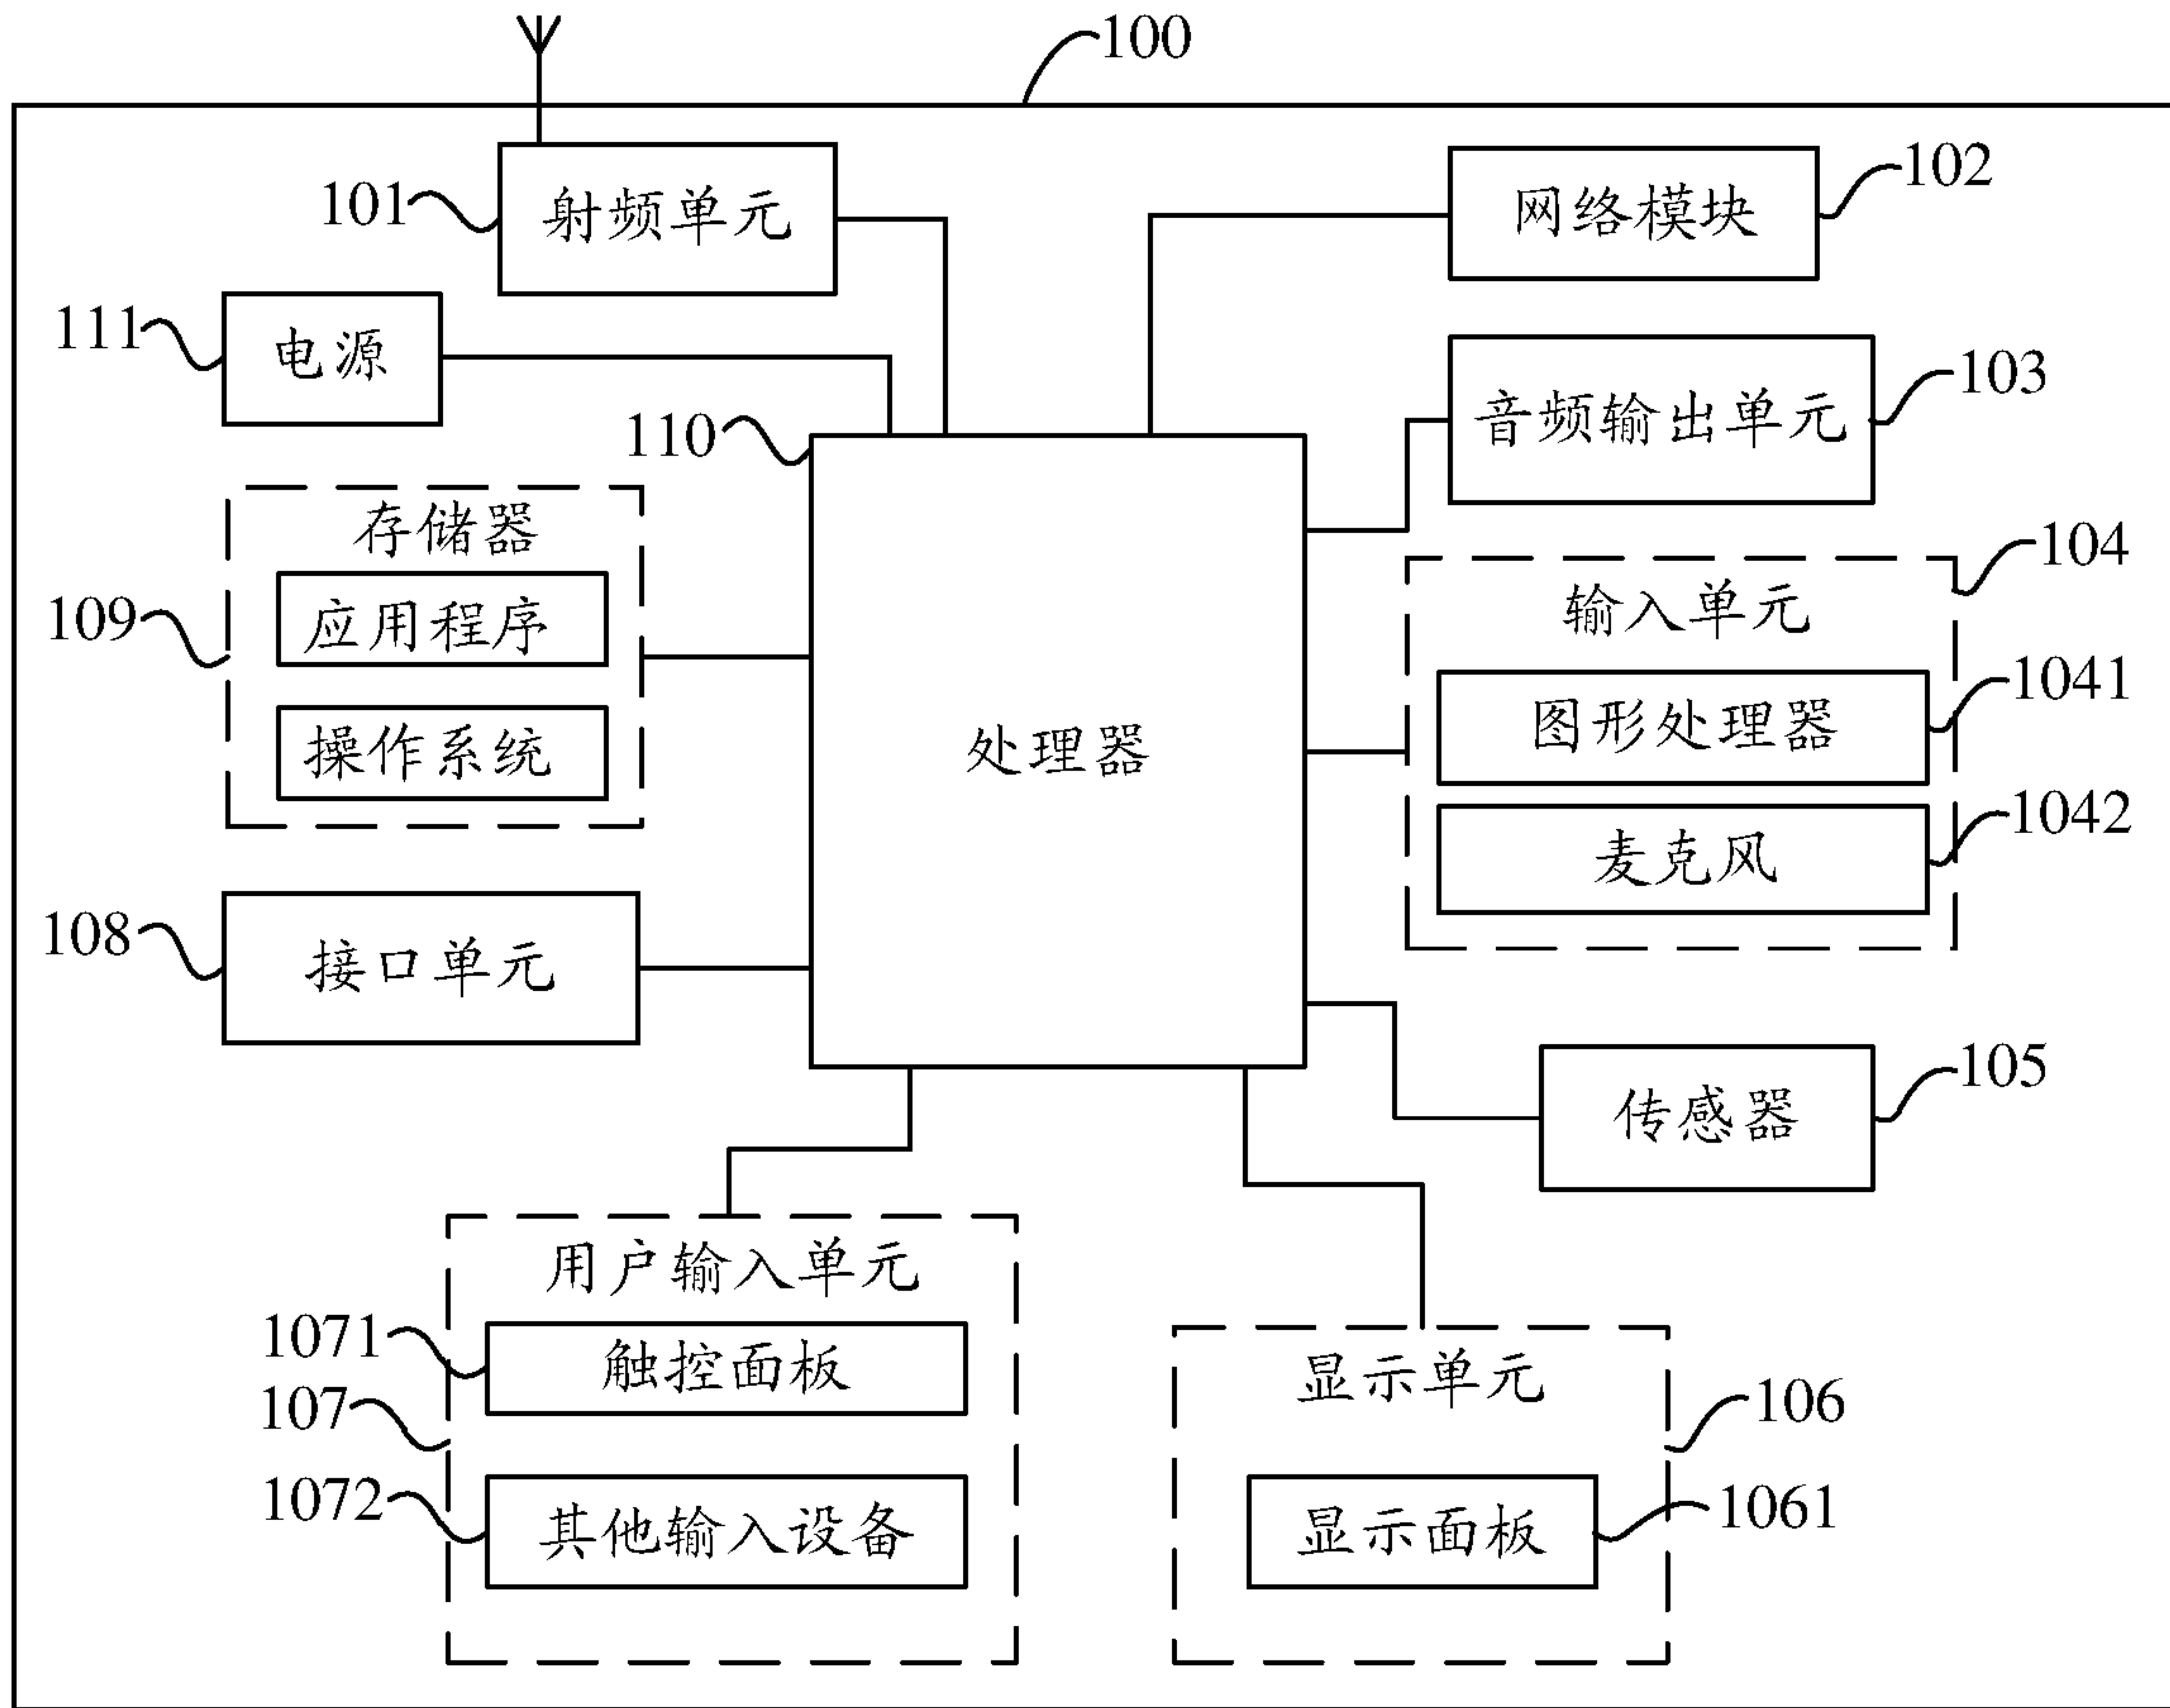 100
101
射频单元
网络模块
102
111
电源
110
音频输出单元
103
存储器
应用程序
操作系统
109
处理器
104
输入单元
图形处理器
1041
麦克风
1042
108
接口单元
传感器
105
用户输入单元
1071
触控面板
107
1072
其他输入设备
显示单元
106
显示面板
1061